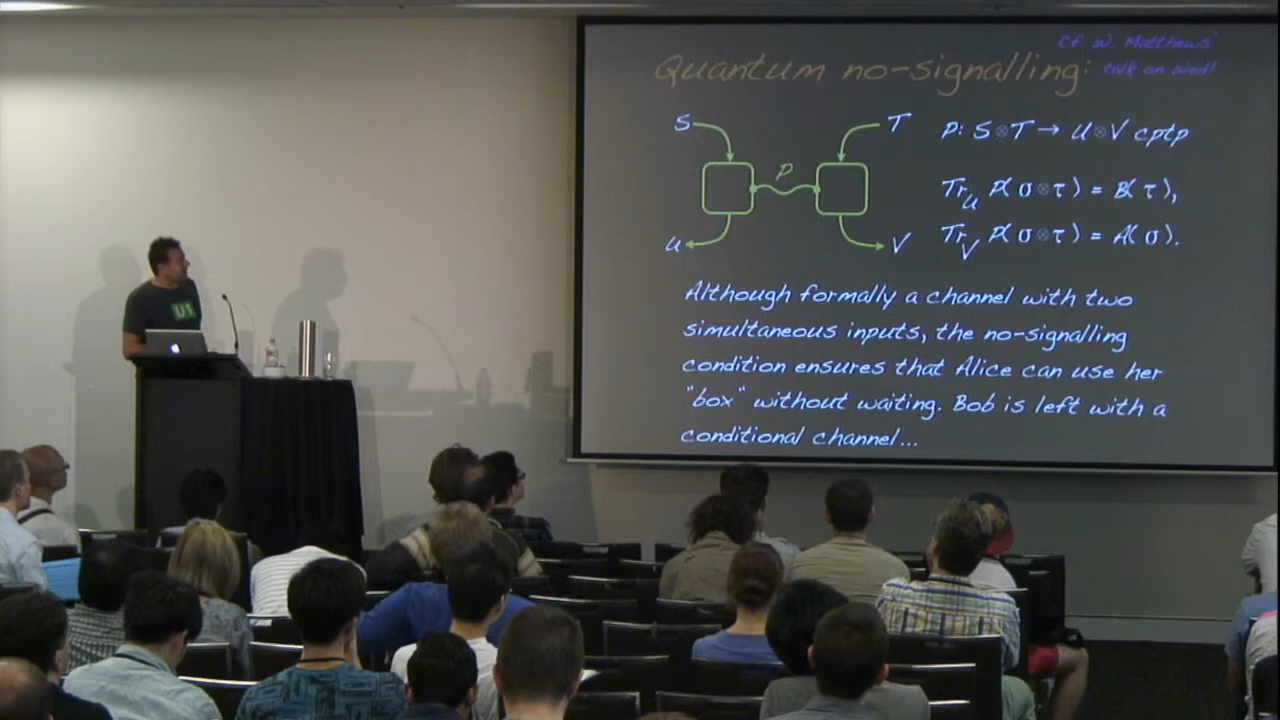 Cf. W. Matthews'
talk on Wed!
Quantum no-signalling:
S
T
P
U
V
P: S⊗T → U⊗V cptp
Tr_U P(σ⊗τ) = B(τ),
Tr_V P(σ⊗τ) = A(σ).
Although formally a channel with two
simultaneous inputs, the no-signalling
condition ensures that Alice can use her
"box" without waiting. Bob is left with a
conditional channel...
U1